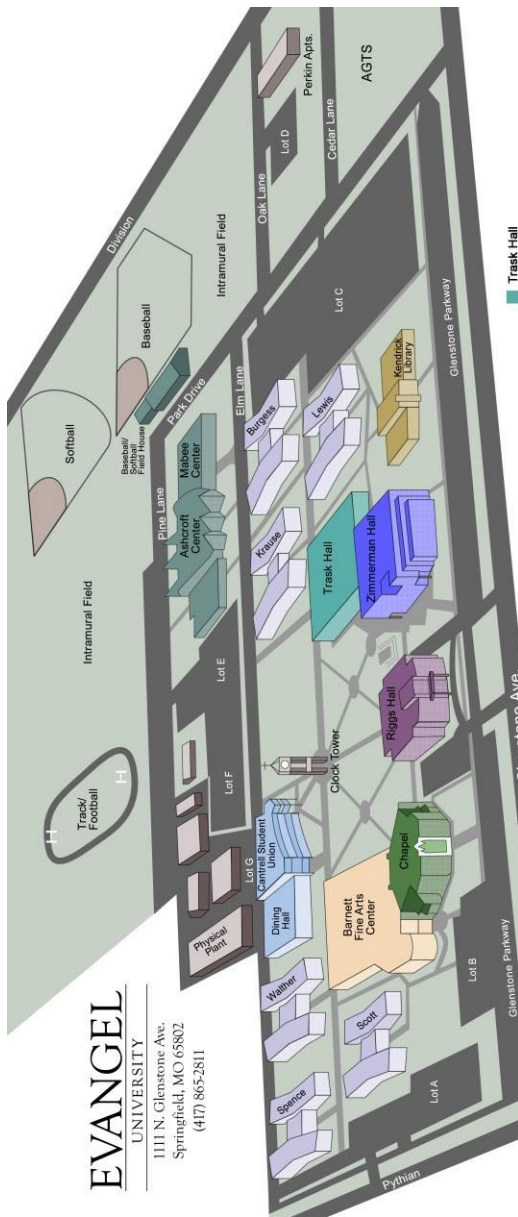 EVANGEL
UNIVERSITY
1111 N. Glenstone Ave.
Springfield, MO 65802
(417) 865-2811
Division
Softball
Baseball
Baseball/
Softball
Field House
Intramural Field
Intramural Field
Track/
Football
H
H
Park Drive
Pine Lane
Elm Lane
Oak Lane
Cedar Lane
Perkin Apts.
AGTS
Lot D
Lot C
Lot E
Lot F
Lot G
Mabee
Center
Ashcroft
Center
Physical
Plant
Cantrell Student
Union
Dining
Hall
Clock Tower
Burgess
Lewis
Krause
Trask Hall
Zimmerman Hall
Kendrick
Library
Riggs Hall
Chapel
Barnett
Fine Arts
Center
Walther
Spence
Scott
Lot A
Lot B
Pythian
Glenstone Parkway
Glenstone Parkway
Ave
Trask Hall